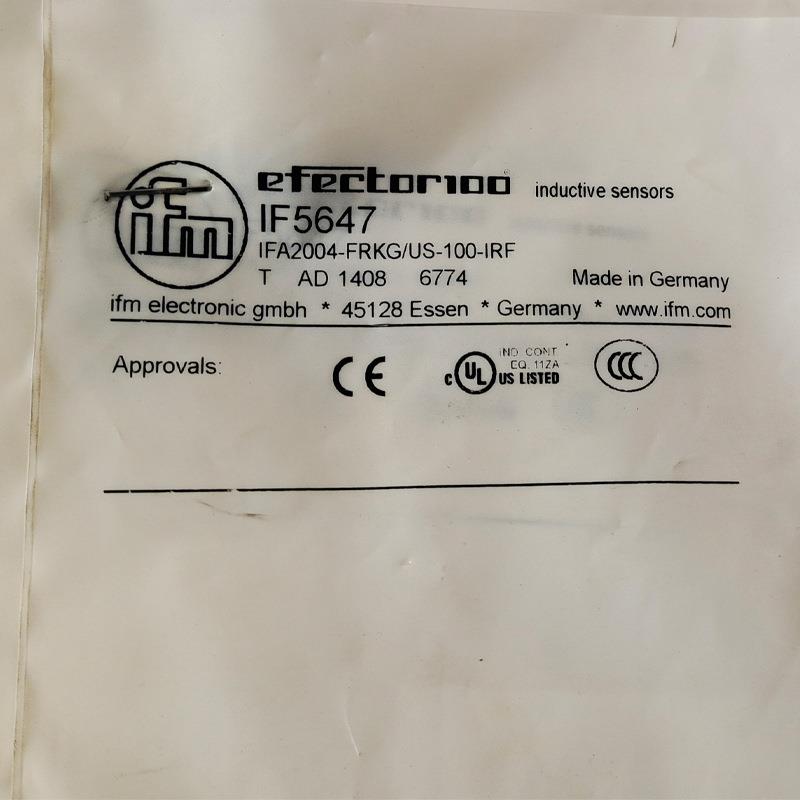 ifm
efector100 inductive sensors
IF5647
IFA2004-FRKG/US-100-IRF
T AD 1408 6774 Made in Germany
ifm electronic gmbh * 45128 Essen * Germany * www.ifm.com
Approvals:
CE
c UL US LISTED
IND CONT
EQ. 11ZA
CCC